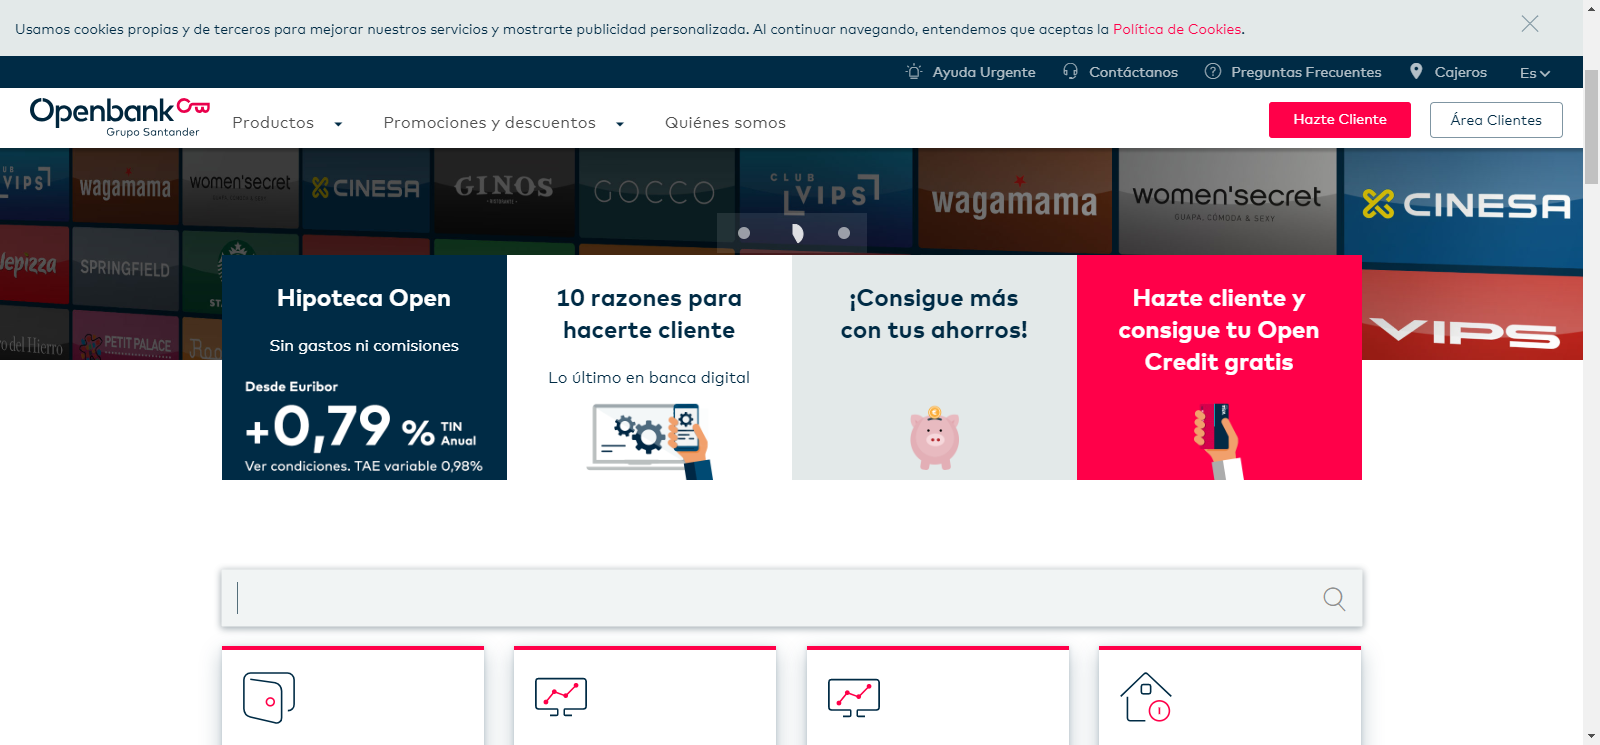 Usamos cookies propias y de terceros para mejorar nuestros servicios y mostrarte publicidad personalizada. Al continuar navegando, entendemos que aceptas la Política de Cookies.
Ayuda Urgente Contáctanos Preguntas Frecuentes Cajeros Es
Openbank
Grupo Santander
Productos Promociones y descuentos Quiénes somos
Hazte Cliente Área Clientes
VIPS wagamama women'secret CINESA GINOS RISTORANTE GOCCO CLUB VIPS wagamama women'secret GUAPA, CÓMODA & SEXY CINESA
SPRINGFIELD
PETIT PALACE
VIPS
Hipoteca Open
Sin gastos ni comisiones
Desde Euribor
+0,79 % TIN Anual
Ver condiciones. TAE variable 0,98%
10 razones para
hacerte cliente
Lo último en banca digital
¡Consigue más
con tus ahorros!
Hazte cliente y
consigue tu Open
Credit gratis